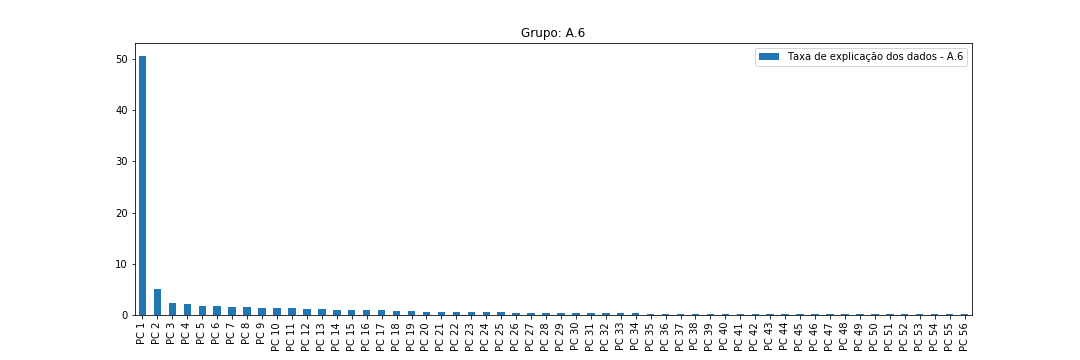 Grupo: A.6
Taxa de explicação dos dados - A.6
50
40
30
20
10
0
PC 1
PC 2
PC 3
PC 4
PC 5
PC 6
PC 7
PC 8
PC 9
PC 10
PC 11
PC 12
PC 13
PC 14
PC 15
PC 16
PC 17
PC 18
PC 19
PC 20
PC 21
PC 22
PC 23
PC 24
PC 25
PC 26
PC 27
PC 28
PC 29
PC 30
PC 31
PC 32
PC 33
PC 34
PC 35
PC 36
PC 37
PC 38
PC 39
PC 40
PC 41
PC 42
PC 43
PC 44
PC 45
PC 46
PC 47
PC 48
PC 49
PC 50
PC 51
PC 52
PC 53
PC 54
PC 55
PC 56